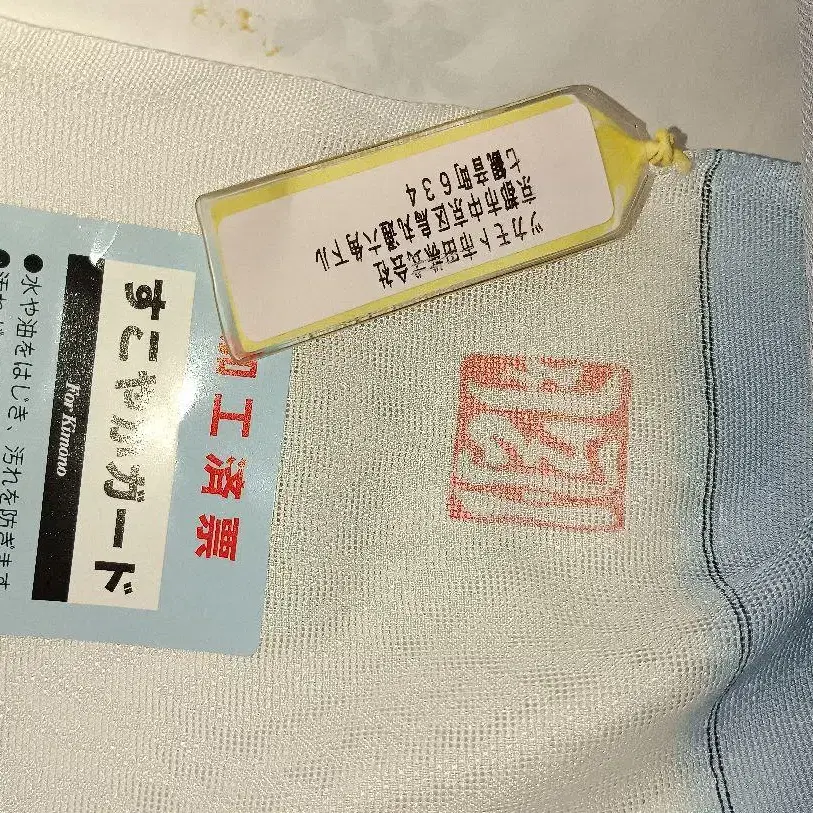 ツカモト市田株式会社
京都市中京区烏丸通六角下ル
七觀音町634
工済票
すこやかガード
For Kimono
●水や油をはじき、汚れを防ぎます